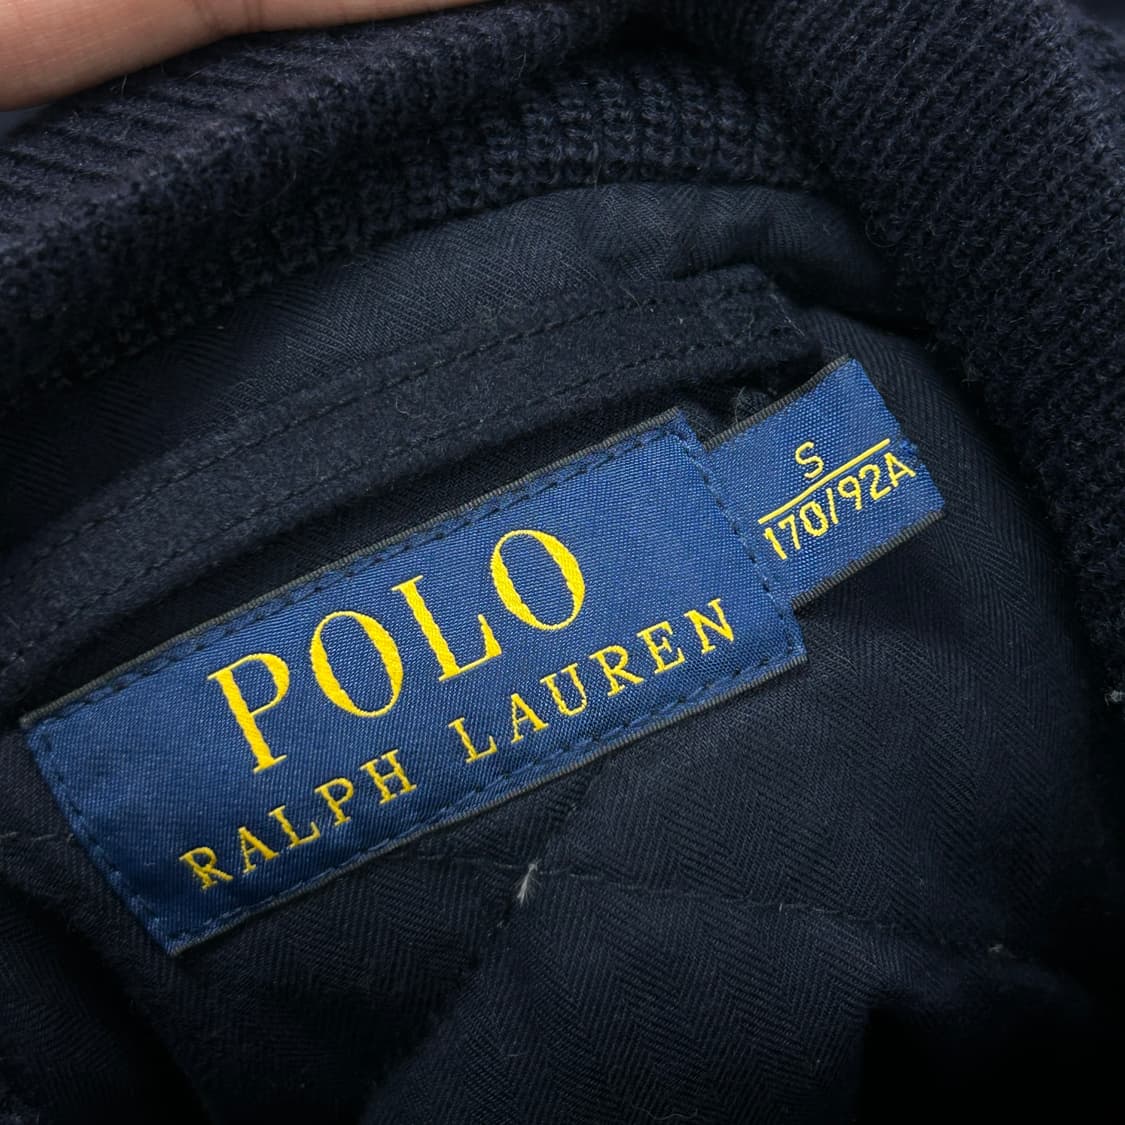 POLO
RALPH LAUREN
S
170/92A